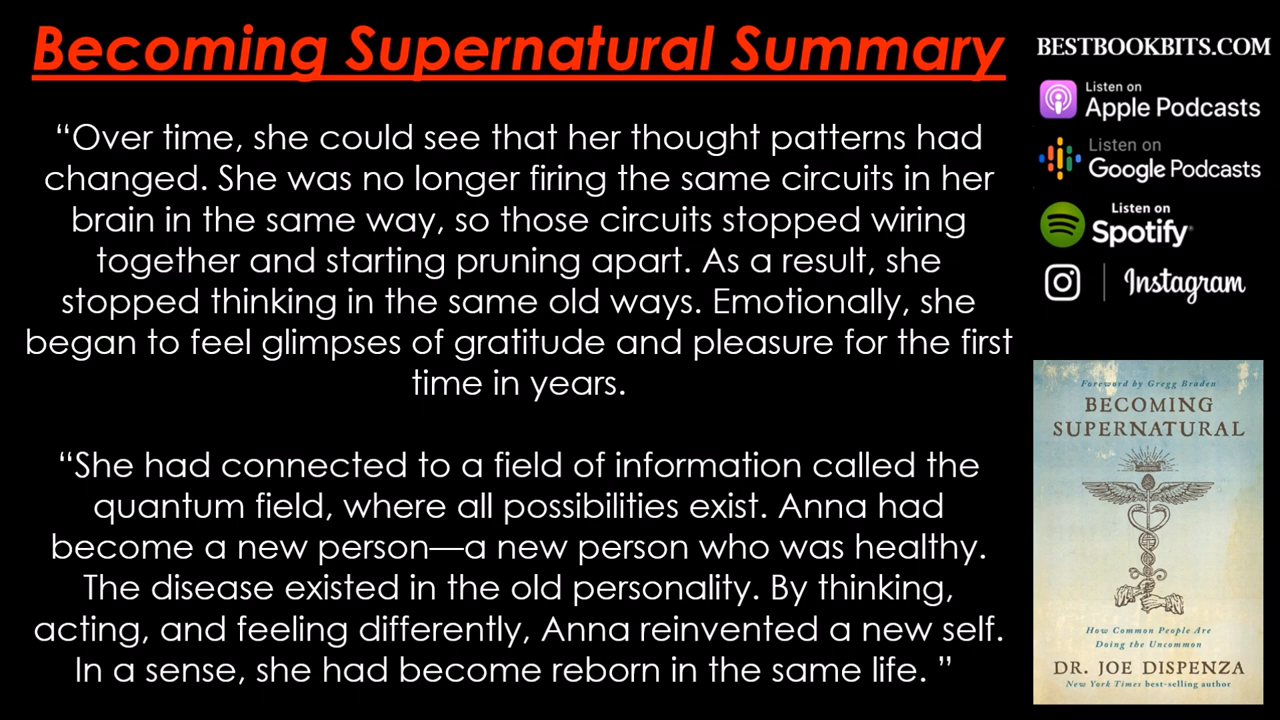 Becoming Supernatural Summary
“Over time, she could see that her thought patterns had
changed. She was no longer firing the same circuits in her
brain in the same way, so those circuits stopped wiring
together and starting pruning apart. As a result, she
stopped thinking in the same old ways. Emotionally, she
began to feel glimpses of gratitude and pleasure for the first
time in years.
“She had connected to a field of information called the
quantum field, where all possibilities exist. Anna had
become a new person—a new person who was healthy.
The disease existed in the old personality. By thinking,
acting, and feeling differently, Anna reinvented a new self.
In a sense, she had become reborn in the same life. ”
BESTBOOKBITS.COM
Listen on
Apple Podcasts
Listen on
Google Podcasts
Listen on
Spotify
Instagram
Foreword by Gregg Braden
BECOMING
SUPERNATURAL
How Common People Are
Doing the Uncommon
DR. JOE DISPENZA
New York Times best-selling author